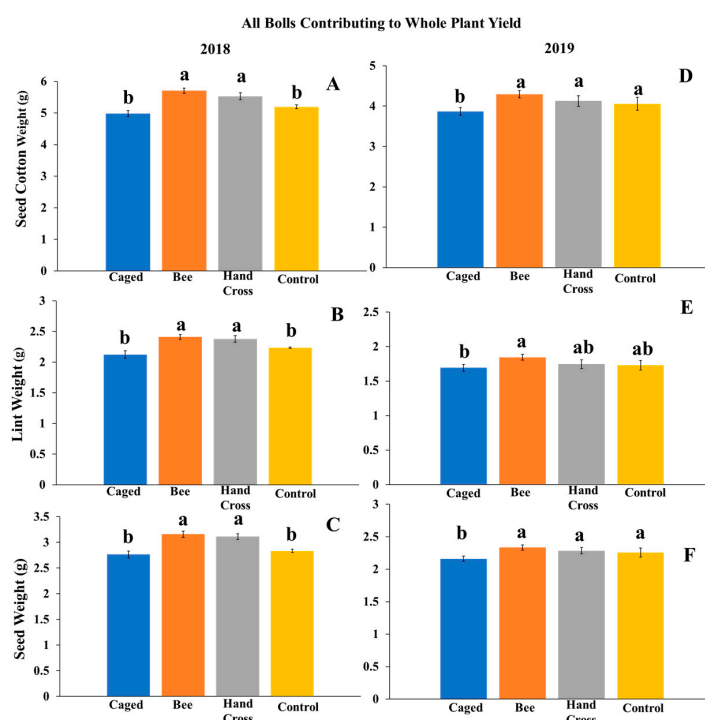 All Bolls Contributing to Whole Plant Yield
2018
2019
Seed Cotton Weight (g)
6
5
4
3
2
1
0
b
a
a
b
A
Caged
Bee
Hand
Cross
Control
5
4
3
2
1
0
b
a
a
a
D
Caged
Bee
Hand
Cross
Control
Lint Weight (g)
3
2.5
2
1.5
1
0.5
0
b
a
a
b
B
Caged
Bee
Hand
Cross
Control
2.5
2
1.5
1
0.5
0
b
a
ab
ab
E
Caged
Bee
Hand
Cross
Control
Seed Weight (g)
3.5
3
2.5
2
1.5
1
0.5
0
b
a
a
b
C
Caged
Bee
Hand
Cross
Control
3
2.5
2
1.5
1
0.5
0
b
a
a
a
F
Caged
Bee
Hand
Cross
Control